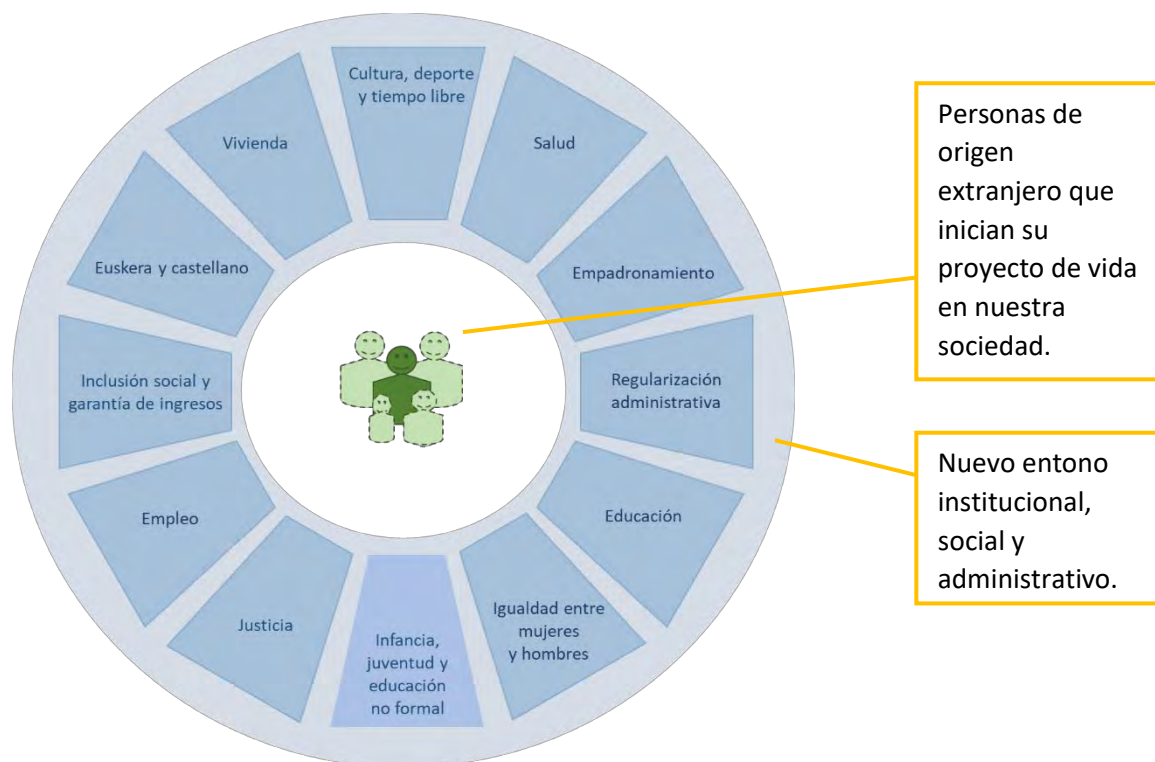 Cultura, deporte
y tiempo libre
Salud
Empadronamiento
Regularización
administrativa
Educación
Igualdad entre
mujeres
y hombres
Infancia,
juventud y
educación
no formal
Justicia
Empleo
Inclusión social y
garantía de ingresos
Euskera y castellano
Vivienda
Personas de
origen
extranjero que
inician su
proyecto de vida
en nuestra
sociedad.
Nuevo entono
institucional,
social y
administrativo.